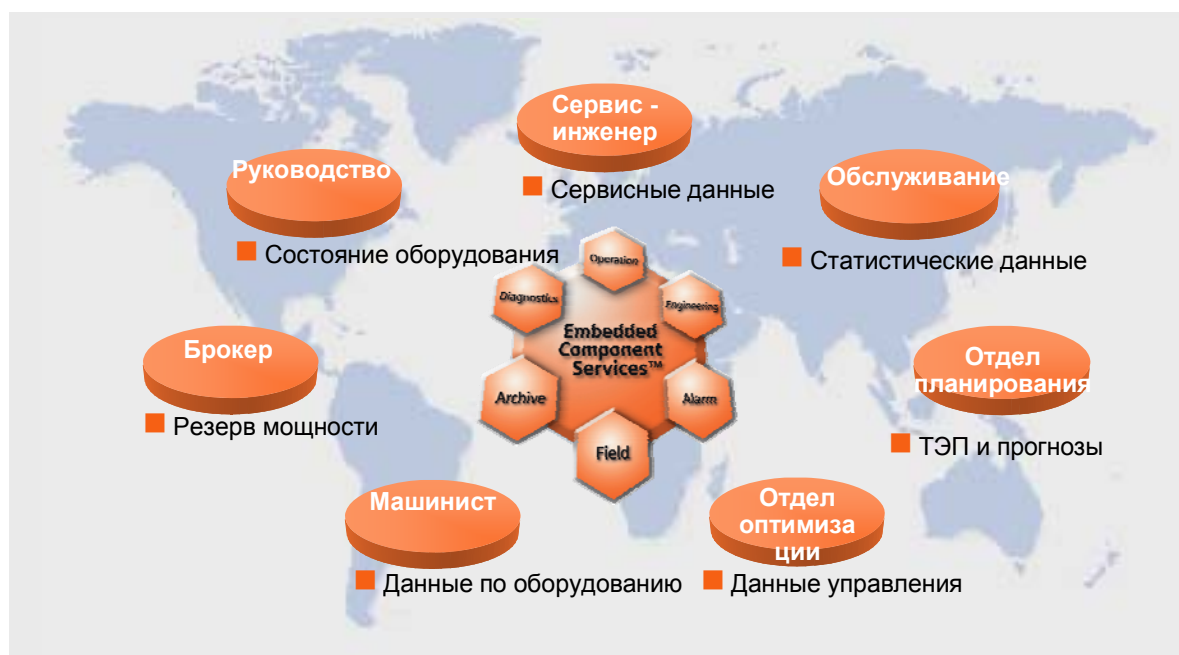 Сервис -
инженер
Сервисные данные
Руководство
Состояние оборудования
Обслуживание
Статистические данные
Operation
Diagnostics
Engineering
Embedded
Component
Services™
Archive
Alarm
Field
Брокер
Резерв мощности
Отдел
планирования
ТЭП и прогнозы
Машинист
Данные по оборудованию
Отдел
оптимиза
ции
Данные управления